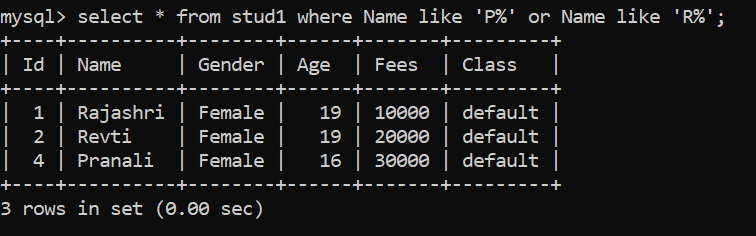 mysql> select * from stud1 where Name like 'P%' or Name like 'R%';
+----+----------+--------+------+-------+---------+
| Id | Name     | Gender | Age  | Fees  | Class   |
+----+----------+--------+------+-------+---------+
|  1 | Rajashri | Female |   19 | 10000 | default |
|  2 | Revti    | Female |   19 | 20000 | default |
|  4 | Pranali  | Female |   16 | 30000 | default |
+----+----------+--------+------+-------+---------+
3 rows in set (0.00 sec)